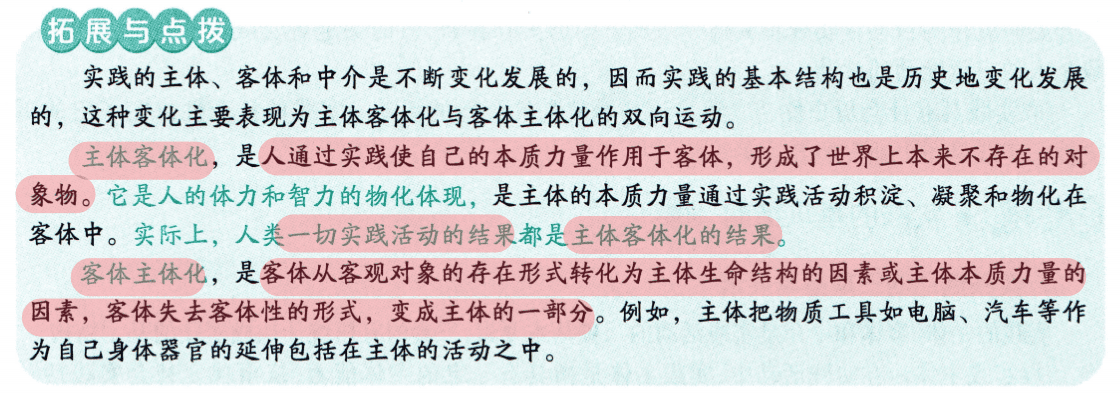 拓展与点拨
实践的主体、客体和中介是不断变化发展的，因而实践的基本结构也是历史地变化发展
的，这种变化主要表现为主体客体化与客体主体化的双向运动。
主体客体化，是人通过实践使自己的本质力量作用于客体，形成了世界上本来不存在的对
象物。它是人的体力和智力的物化体现，是主体的本质力量通过实践活动积淀、凝聚和物化在
客体中。实际上，人类一切实践活动的结果都是主体客体化的结果。
客体主体化，是客体从客观对象的存在形式转化为主体生命结构的因素或主体本质力量的
因素，客体失去客体性的形式，变成主体的一部分。例如，主体把物质工具如电脑、汽车等作
为自己身体器官的延伸包括在主体的活动之中。